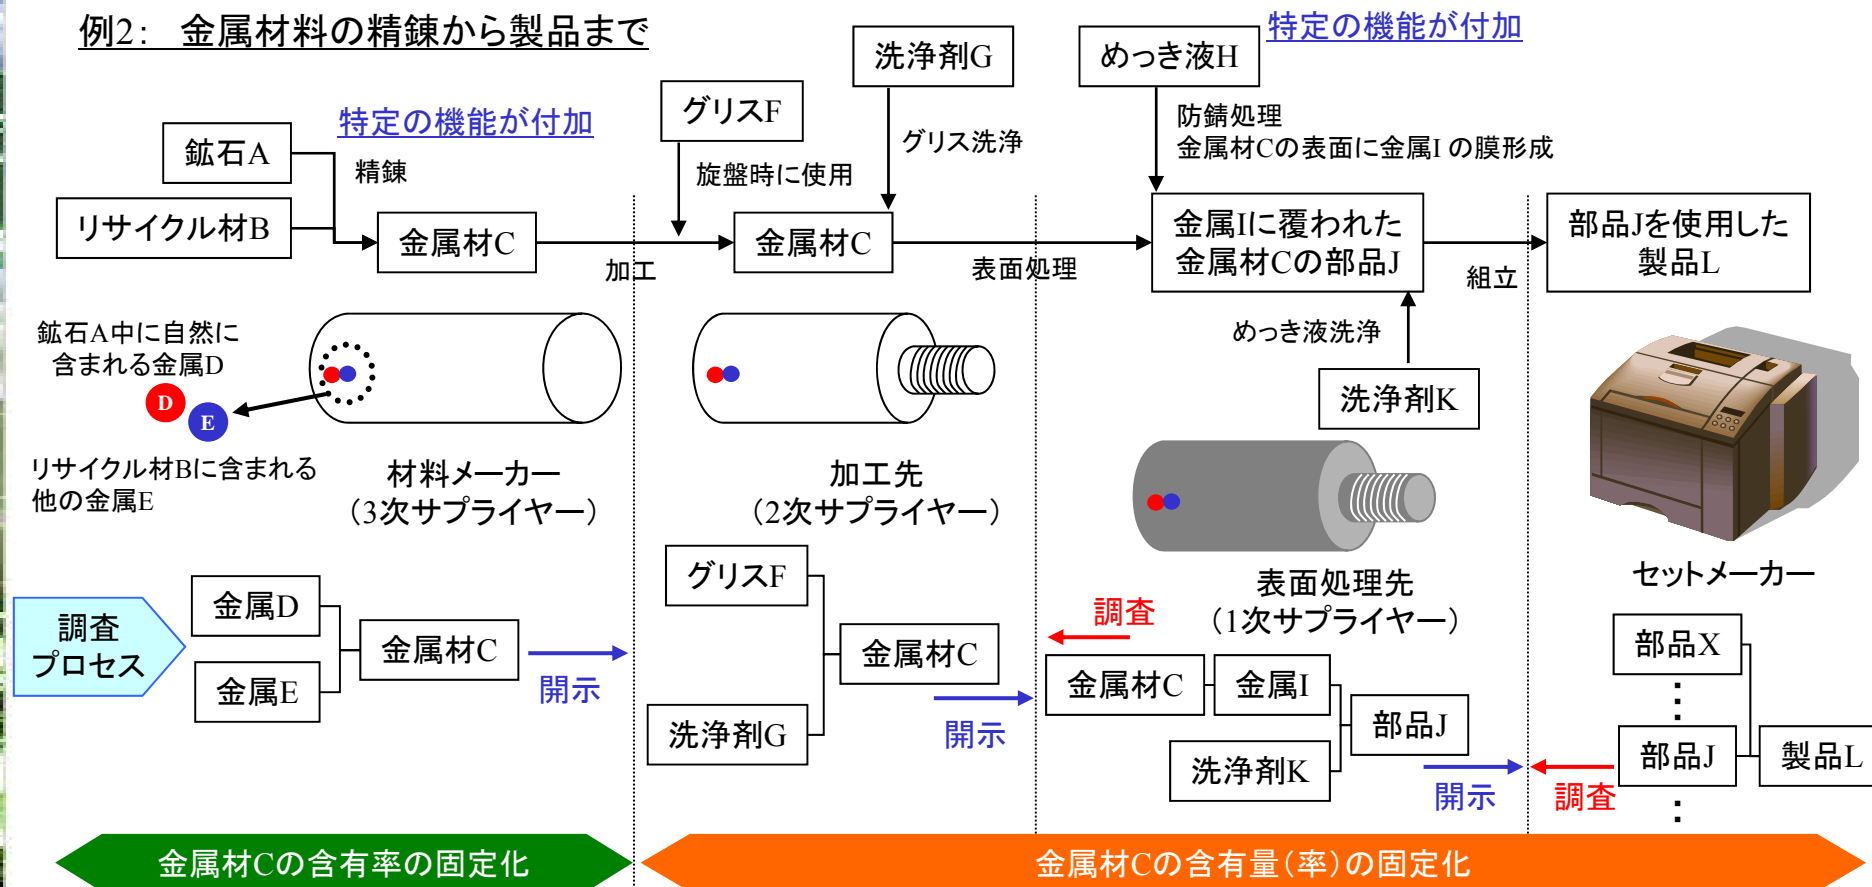 例2： 金属材料の精錬から製品まで
特定の機能が付加
洗浄剤G
めっき液H
特定の機能が付加
グリスF
鉱石A
精錬
旋盤時に使用
グリス洗浄
防錆処理
金属材Cの表面に金属I の膜形成
リサイクル材B
金属材C
加工
金属材C
表面処理
金属Iに覆われた
金属材Cの部品J
組立
部品Jを使用した
製品L
鉱石A中に自然に
含まれる金属D
D
E
リサイクル材Bに含まれる
他の金属E
めっき液洗浄
洗浄剤K
材料メーカー
（3次サプライヤー）
加工先
（2次サプライヤー）
表面処理先
（1次サプライヤー）
セットメーカー
調査
プロセス
金属D
金属E
金属材C
開示
グリスF
洗浄剤G
金属材C
開示
調査
金属材C
金属I
洗浄剤K
部品J
開示
調査
部品X
部品J
製品L
金属材Cの含有率の固定化
金属材Cの含有量（率）の固定化